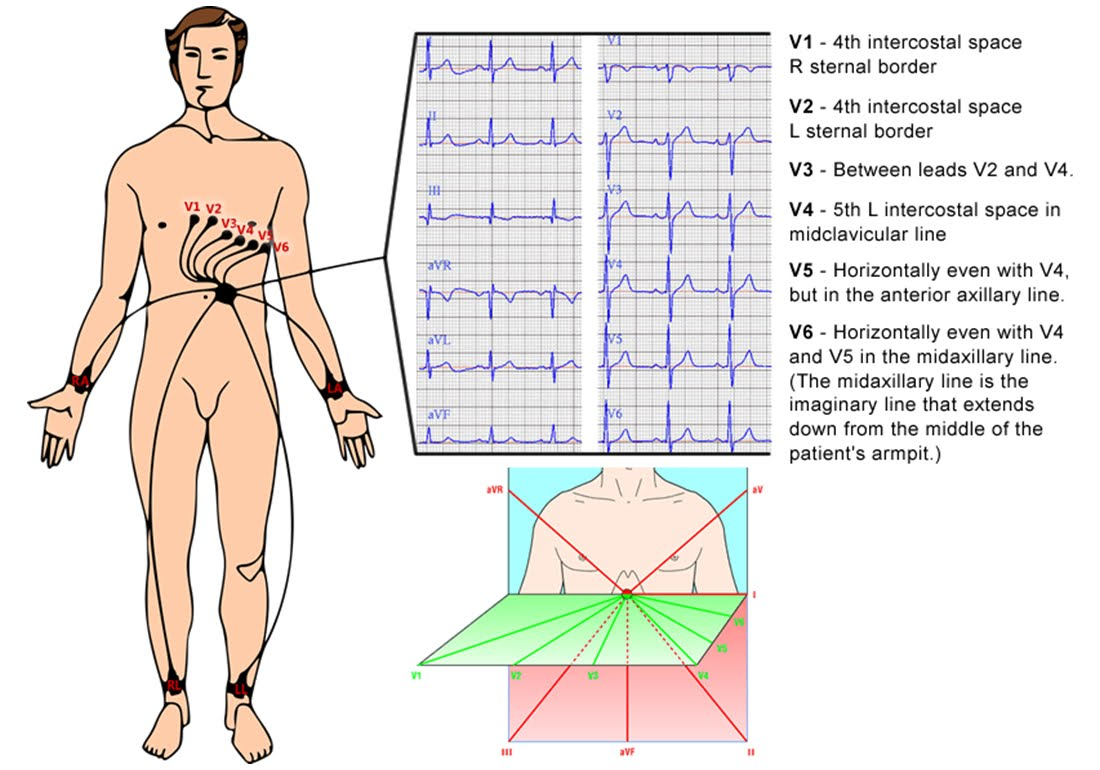 V1 V2
V3 V4 V5
V6
RA
LA
RL
LL
II
III
aVR
aVL
aVF
V1
V2
V3
V4
V5
V6
V1 - 4th intercostal space
R sternal border
V2 - 4th intercostal space
L sternal border
V3 - Between leads V2 and V4.
V4 - 5th L intercostal space in
midclavicular line
V5 - Horizontally even with V4,
but in the anterior axillary line.
V6 - Horizontally even with V4
and V5 in the midaxillary line.
(The midaxillary line is the
imaginary line that extends
down from the middle of the
patient's armpit.)
aVR
aV
I
V6
V5
V1
V2
V3
V4
III
aVF
II